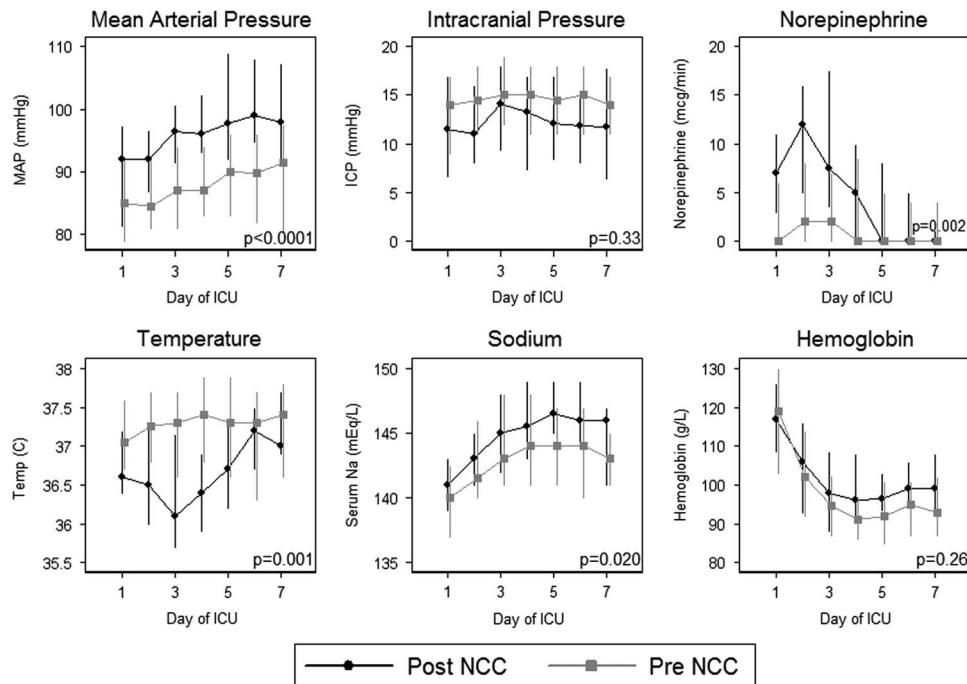 Mean Arterial Pressure
110
100
90
80
MAP (mmHg)
p<0.0001
1 3 5 7
Day of ICU
Intracranial Pressure
20
15
10
5
0
ICP (mmHg)
p=0.33
1 3 5 7
Day of ICU
Norepinephrine
20
15
10
5
0
Norepinephrine (mcg/min)
p=0.002
1 3 5 7
Day of ICU
Temperature
38
37.5
37
36.5
36
35.5
Temp (C)
p=0.001
1 3 5 7
Day of ICU
Sodium
150
145
140
135
Serum Na (mEq/L)
p=0.020
1 3 5 7
Day of ICU
Hemoglobin
130
120
110
100
90
80
Hemoglobin (g/L)
p=0.26
1 3 5 7
Day of ICU
Post NCC Pre NCC